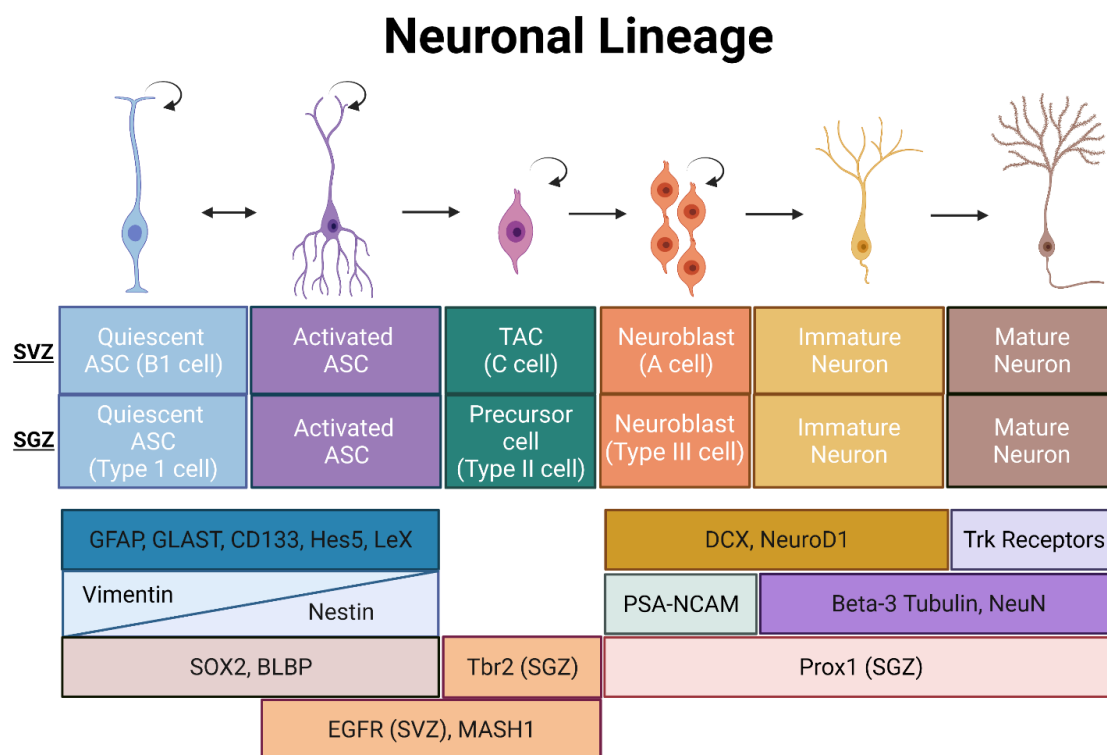 Neuronal Lineage
SVZ
Quiescent
ASC (B1 cell)
Activated
ASC
TAC
(C cell)
Neuroblast
(A cell)
Immature
Neuron
Mature
Neuron
SGZ
Quiescent
ASC
(Type 1 cell)
Activated
ASC
Precursor
cell
(Type II cell)
Neuroblast
(Type III cell)
Immature
Neuron
Mature
Neuron
GFAP, GLAST, CD133, Hes5, LeX
DCX, NeuroD1
Trk Receptors
Vimentin
Nestin
PSA-NCAM
Beta-3 Tubulin, NeuN
SOX2, BLBP
Tbr2 (SGZ)
Prox1 (SGZ)
EGFR (SVZ), MASH1